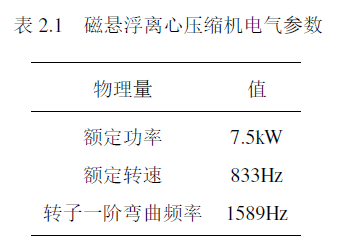 表 2.1 磁悬浮离心压缩机电气参数
物理量 值
额定功率 7.5kW
额定转速 833Hz
转子一阶弯曲频率 1589Hz